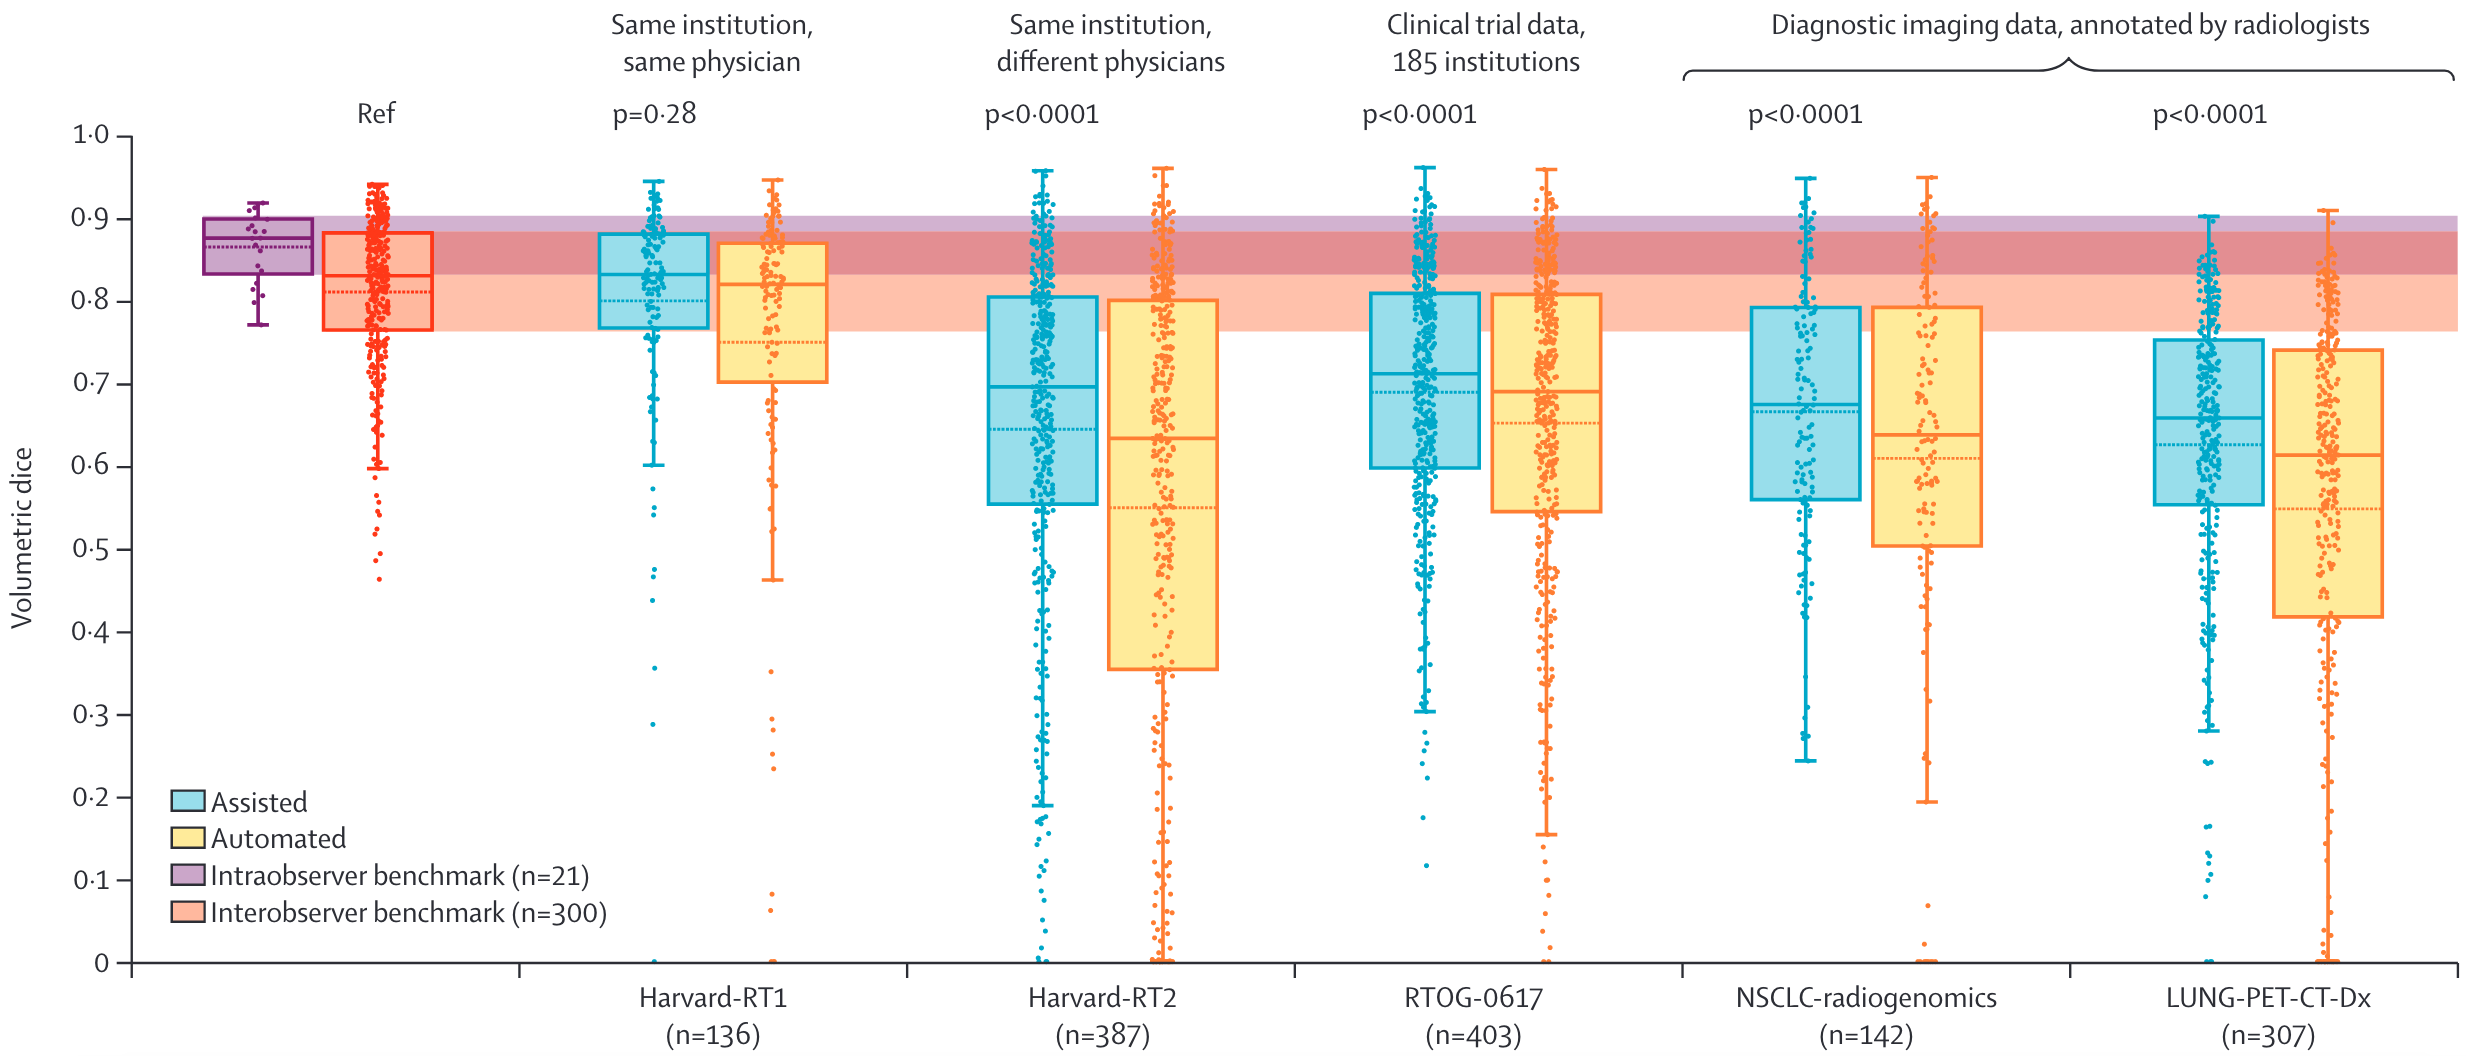 Same institution,
same physician
Same institution,
different physicians
Clinical trial data,
185 institutions
Diagnostic imaging data, annotated by radiologists
Ref
p=0·28
p<0·0001
p<0·0001
p<0·0001
p<0·0001
1·0
0·9
0·8
0·7
0·6
0·5
0·4
0·3
0·2
0·1
0
Volumetric dice
Assisted
Automated
Intraobserver benchmark (n=21)
Interobserver benchmark (n=300)
Harvard-RT1
(n=136)
Harvard-RT2
(n=387)
RTOG-0617
(n=403)
NSCLC-radiogenomics
(n=142)
LUNG-PET-CT-Dx
(n=307)